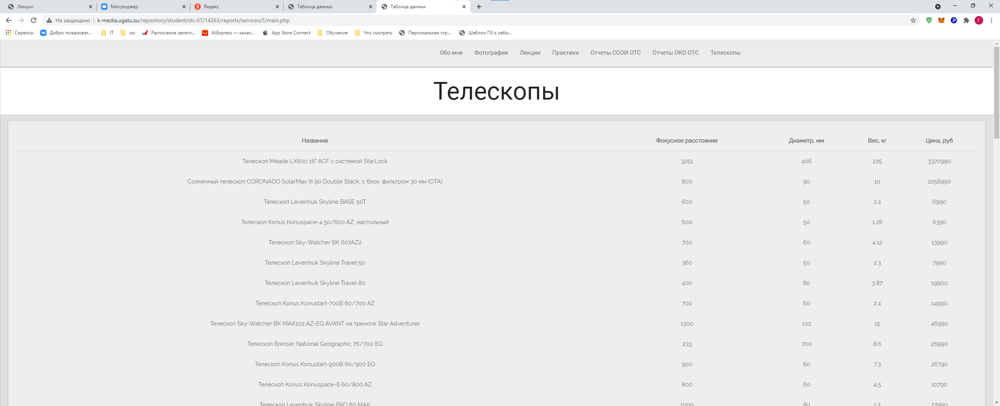 Лекции
Мессенджер
Яндекс
Таблица данных
Таблица данных
Не защищено | k-media.ugatu.su/repository/student/sts-07/14263/reports/services/3/main.php
Сервисы Добро пожаловат... IT ios Расписание заняти... AliExpress — качес... App Store Connect Обучение Что смотреть Персональная стр... Шаблон ПЗ к лабо...
Обо мне Фотографии Лекции Практики Отчеты ССОИ ОТС Отчеты ОКО ОТС Телескопы
Телескопы
Название Фокусное расстояние Диаметр, мм Вес, кг Цена, руб
Телескоп Meade LX600 16" ACF с системой StarLock 3251 406 225 3370990
Солнечный телескоп CORONADO SolarMax III 90 Double Stack, с блок. фильтром 30 мм (OTA) 800 90 10 1056990
Телескоп Levenhuk Skyline BASE 50T 600 50 2.4 6990
Телескоп Konus Konuspace-4 50/600 AZ, настольный 600 50 1.28 6390
Телескоп Sky-Watcher BK 607AZ2 700 60 4.12 13990
Телескоп Levenhuk Skyline Travel 50 360 50 2.3 7990
Телескоп Levenhuk Skyline Travel 80 400 80 3.87 19900
Телескоп Konus Konustart-700B 60/700 AZ 700 60 2.4 14990
Телескоп Sky-Watcher BK MAK102 AZ-EQ AVANT на треноге Star Adventurer 1300 102 15 46990
Телескоп Bresser National Geographic 76/700 EQ 233 700 8.6 26990
Телескоп Konus Konustart-900B 60/900 EQ 900 60 7.3 26790
Телескоп Konus Konuspace-6 60/800 AZ 800 60 4.5 10790
Телескоп Levenhuk Skyline PRO 80 MAK 1000 80 1.3 27990